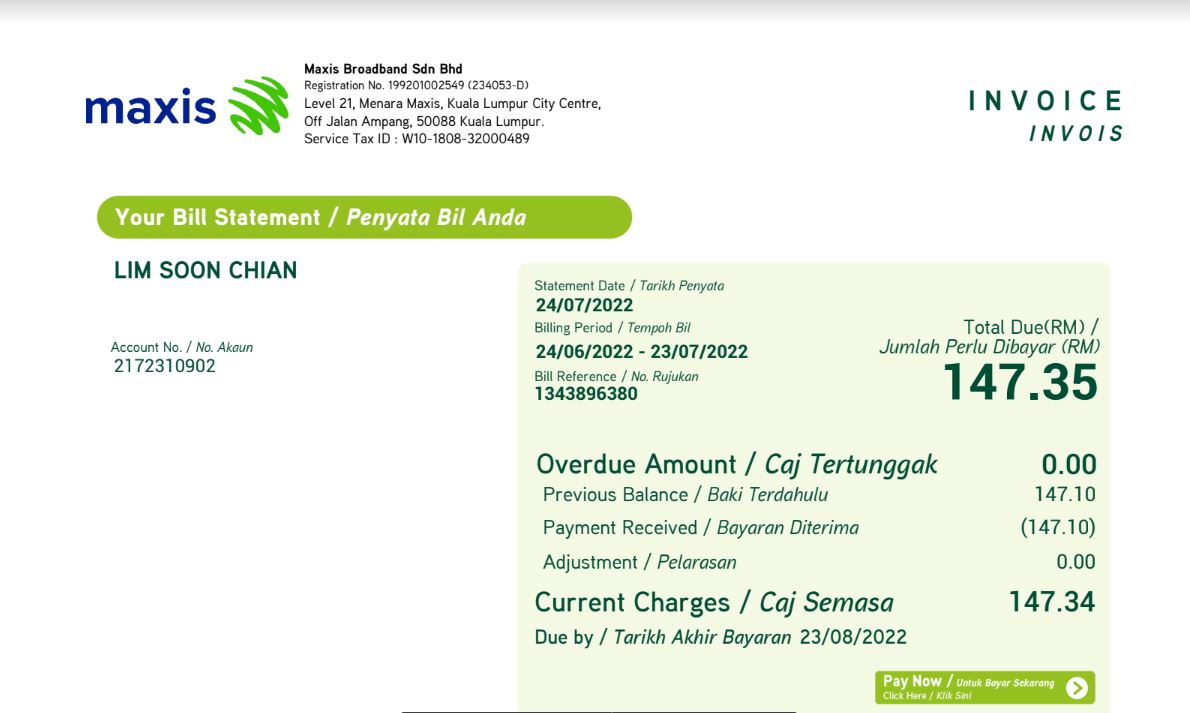 maxis
Maxis Broadband Sdn Bhd
Registration No. 199201002549 (234053-D)
Level 21, Menara Maxis, Kuala Lumpur City Centre,
Off Jalan Ampang, 50088 Kuala Lumpur.
Service Tax ID : W10-1808-32000489
INVOICE
INVOIS
Your Bill Statement / Penyata Bil Anda
LIM SOON CHIAN
Account No. / No. Akaun
2172310902
Statement Date / Tarikh Penyata
24/07/2022
Billing Period / Tempoh Bil
24/06/2022 - 23/07/2022
Bill Reference / No. Rujukan
1343896380
Total Due(RM) /
Jumlah Perlu Dibayar (RM)
147.35
Overdue Amount / Caj Tertunggak 0.00
Previous Balance / Baki Terdahulu 147.10
Payment Received / Bayaran Diterima (147.10)
Adjustment / Pelarasan 0.00
Current Charges / Caj Semasa 147.34
Due by / Tarikh Akhir Bayaran 23/08/2022
Pay Now / Untuk Bayar Sekarang
Click Here / Klik Sini